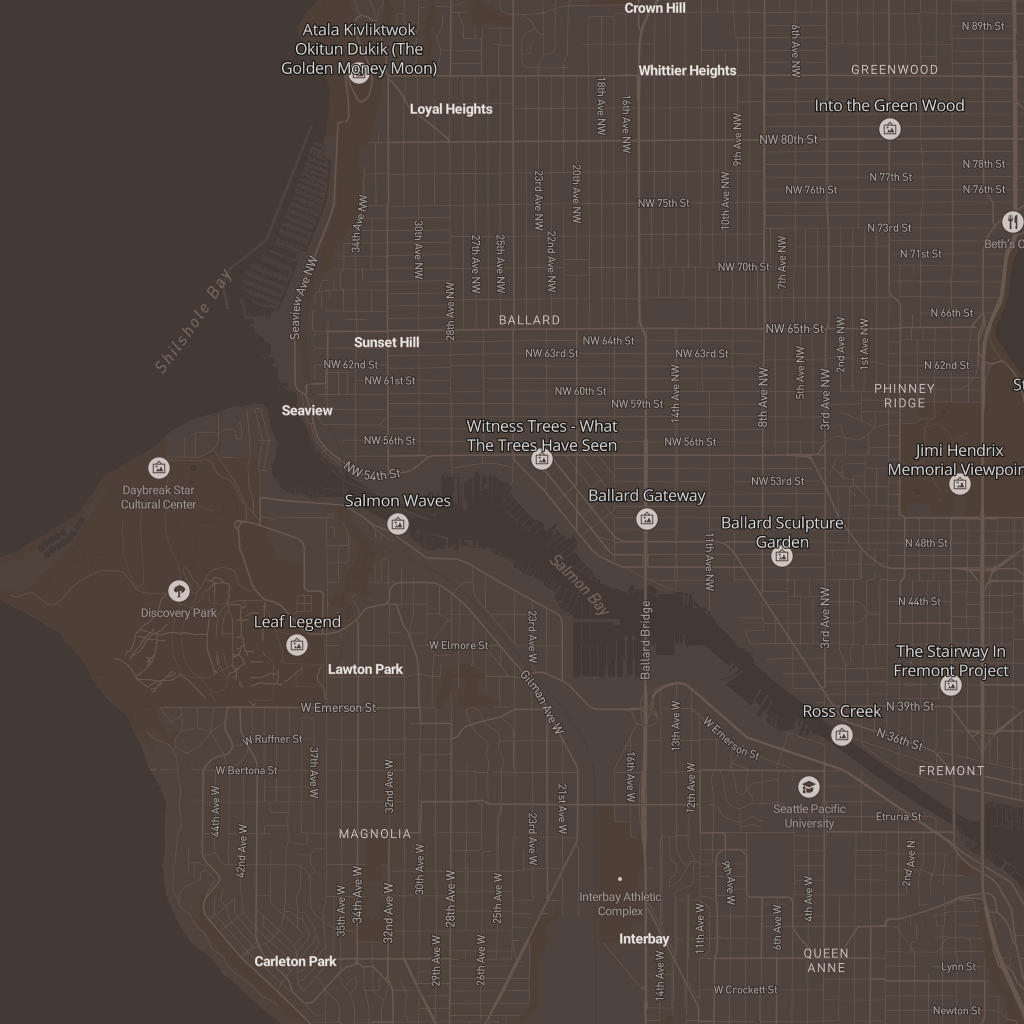 Crown Hill
N 89th St
Atala Kivliktwok
Okitun Dukik (The
Golden Money Moon)
6th Ave NW
Whittier Heights
GREENWOOD
Loyal Heights
18th Ave NW
16th Ave NW
Into the Green Wood
9th Ave NW
NW 80th St
N 78th St
N 77th St
20th Ave NW
23rd Ave NW
NW 76th St
N 76th St
10th Ave NW
NW 75th St
34th Ave NW
30th Ave NW
N 73rd St
27th Ave NW
25th Ave NW
22nd Ave NW
7th Ave NW
Beth's C
N 71st St
NW 70th St
Seaview Ave NW
28th Ave NW
Shilshole Bay
BALLARD
N 66th St
NW 65th St
2nd Ave NW
1st Ave NW
Sunset Hill
NW 64th St
NW 63rd St
NW 63rd St
NW 62nd St
N 62nd St
NW 61st St
5th Ave NW
NW 60th St
14th Ave NW
8th Ave NW
3rd Ave NW
PHINNEY
RIDGE
St
NW 59th St
Seaview
Witness Trees - What
The Trees Have Seen
NW 56th St
NW 56th St
Jimi Hendrix
Memorial Viewpoin
NW 54th St
NW 53rd St
Daybreak Star
Cultural Center
Salmon Waves
Ballard Gateway
Ballard Sculpture
Garden
N 48th St
11th Ave NW
Salmon Bay
Discovery Park
N 44th St
Leaf Legend
23rd Ave W
Ballard Bridge
3rd Ave NW
W Elmore St
The Stairway In
Fremont Project
Lawton Park
Gilman Ave W
W Emerson St
N 39th St
Ross Creek
13th Ave W
W Emerson St
N 36th St
W Ruffner St
37th Ave W
W Bertona St
FREMONT
16th Ave W
12th Ave W
32nd Ave W
44th Ave W
21st Ave W
Seattle Pacific
University
Etruria St
MAGNOLIA
23rd Ave W
42nd Ave W
2nd Ave N
30th Ave W
9th Ave W
35th Ave W
34th Ave W
32nd Ave W
28th Ave W
25th Ave W
Interbay Athletic
Complex
4th Ave W
11th Ave W
6th Ave W
Interbay
29th Ave W
26th Ave W
Carleton Park
14th Ave W
QUEEN
ANNE
Lynn St
W Crockett St
Newton St